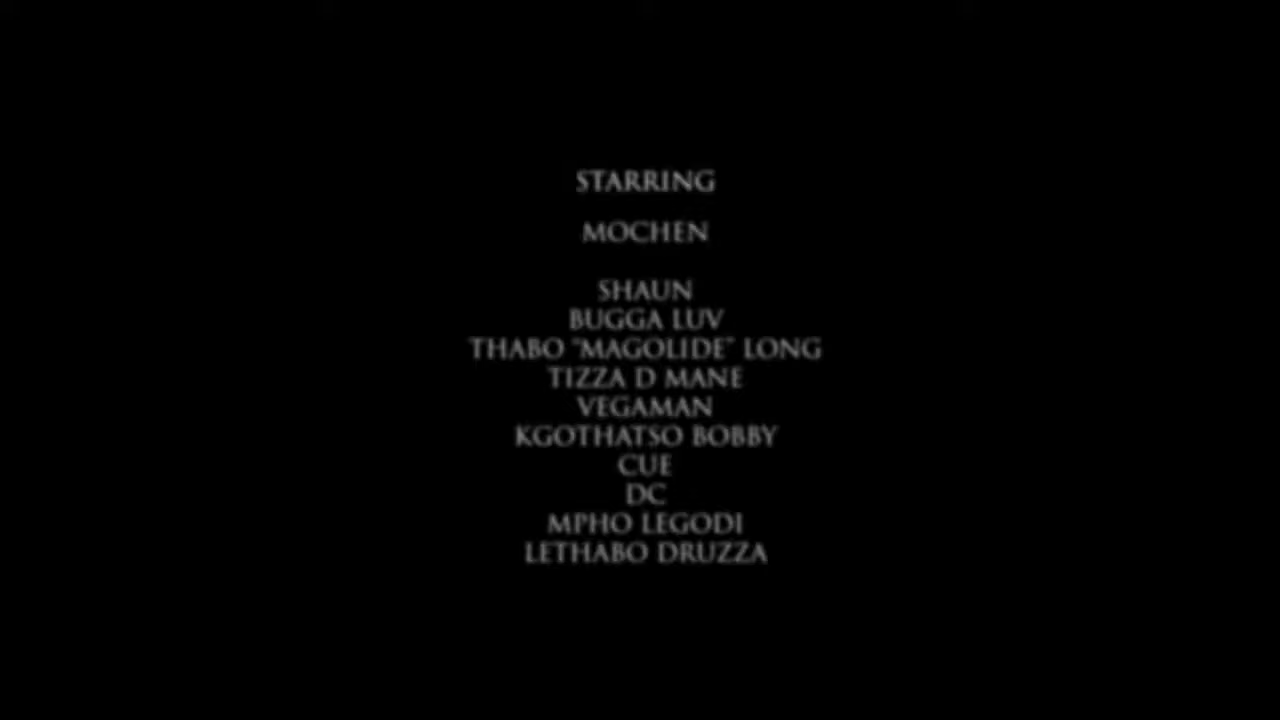 STARRING
MOCHEN
SHAUN
BUGGA LUV
THABO "MAGOLIDE" LONG
TIZZA D MANE
VEGAMAN
KGOTHATSO BOBBY
CUE
DC
MPHO LEGODI
LETHABO DRUZZA